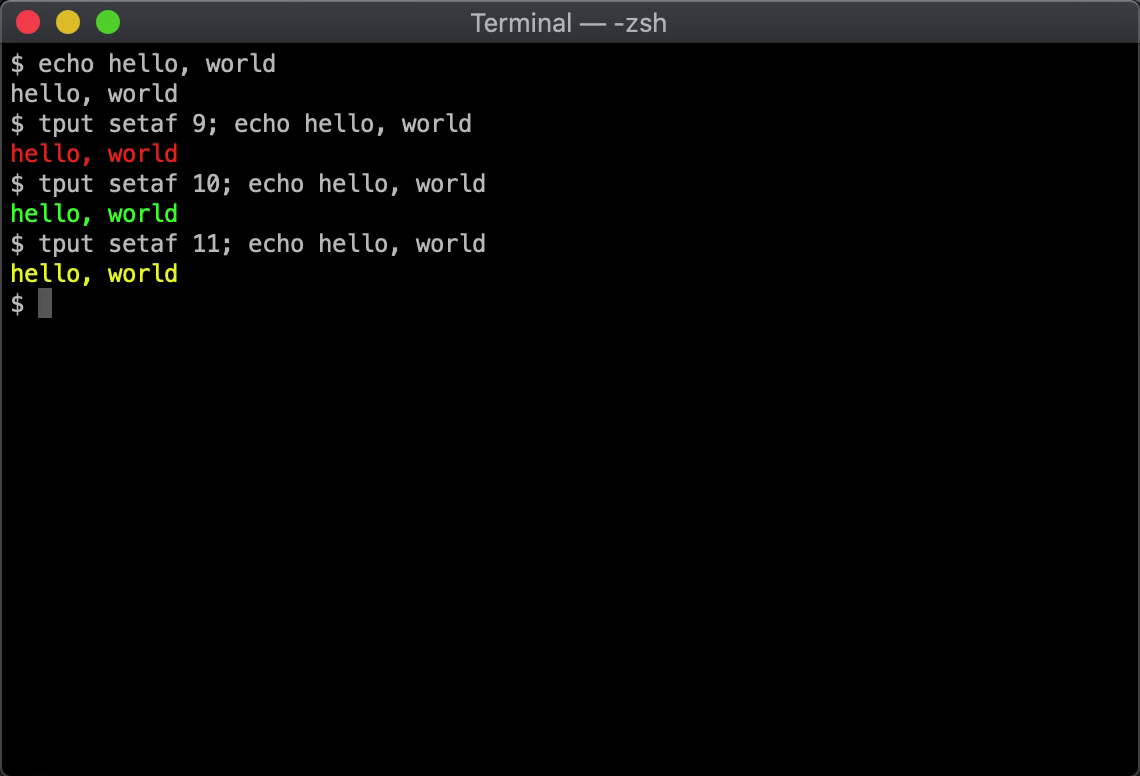 Terminal — -zsh
$ echo hello, world
hello, world
$ tput setaf 9; echo hello, world
hello, world
$ tput setaf 10; echo hello, world
hello, world
$ tput setaf 11; echo hello, world
hello, world
$